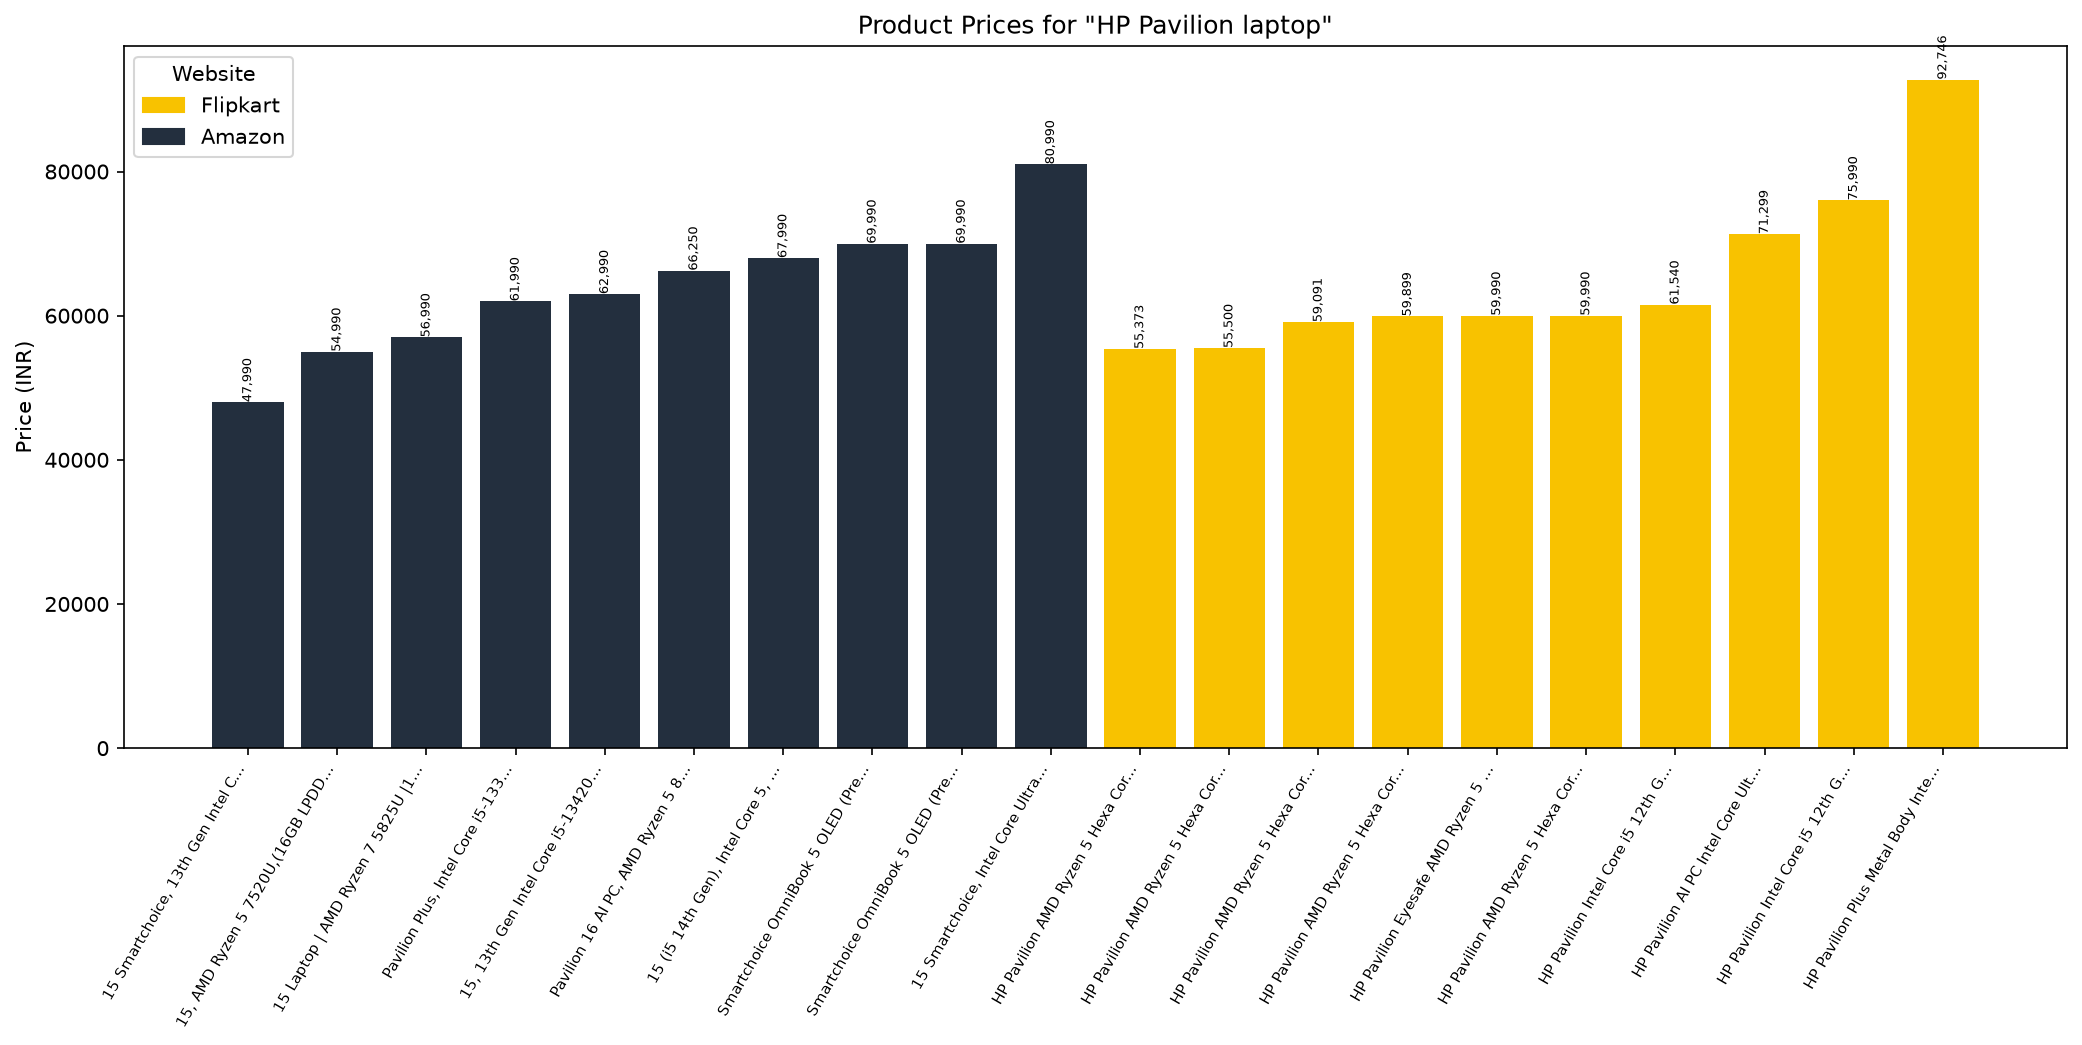 Product Prices for "HP Pavilion laptop"
Website
Flipkart
Amazon
Price (INR)
80000
60000
40000
20000
0
47,990
54,990
56,990
61,990
62,990
66,250
67,990
69,990
69,990
80,990
55,373
55,500
59,091
59,899
59,990
59,990
61,540
71,299
75,990
92,746
15 Smartchoice, 13th Gen Intel C...
15, AMD Ryzen 5 7520U,(16GB LPDD...
15 Laptop | AMD Ryzen 7 5825U |1...
Pavilion Plus, Intel Core i5-133...
15, 13th Gen Intel Core i5-13420...
Pavilion 16 AI PC, AMD Ryzen 5 8...
15 (i5 14th Gen), Intel Core 5, ...
Smartchoice OmniBook 5 OLED (Pre...
Smartchoice OmniBook 5 OLED (Pre...
15 Smartchoice, Intel Core Ultra...
HP Pavilion AMD Ryzen 5 Hexa Cor...
HP Pavilion AMD Ryzen 5 Hexa Cor...
HP Pavilion AMD Ryzen 5 Hexa Cor...
HP Pavilion AMD Ryzen 5 Hexa Cor...
HP Pavilion Eyesafe AMD Ryzen 5 ...
HP Pavilion AMD Ryzen 5 Hexa Cor...
HP Pavilion Intel Core i5 12th G...
HP Pavilion AI PC Intel Core Ult...
HP Pavilion Intel Core i5 12th G...
HP Pavilion Plus Metal Body Inte...